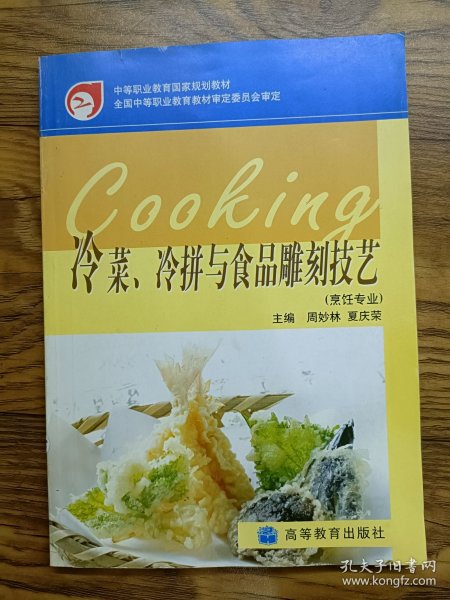 中等职业教育国家规划教材
全国中等职业教育教材审定委员会审定
Cooking
冷菜、冷拼与食品雕刻技艺
(烹饪专业)
主编 周妙林 夏庆荣
高等教育出版社
孔夫子旧书网
www.kongfz.com